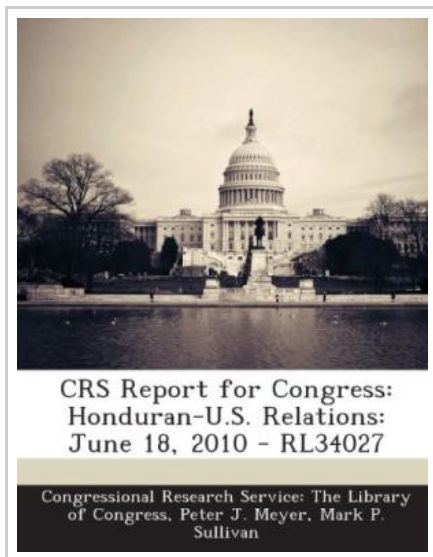 CRS Report for Congress:
Honduran-U.S. Relations:
June 18, 2010 - RL34027
Congressional Research Service: The Library
of Congress, Peter J. Meyer, Mark P.
Sullivan